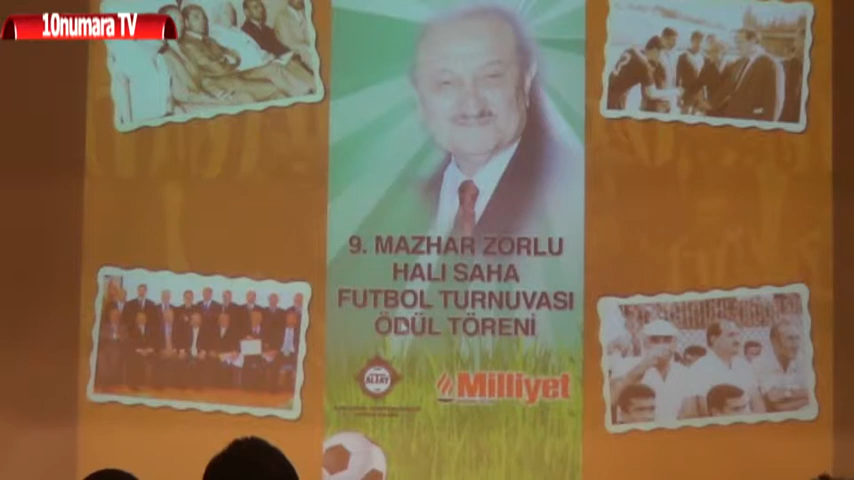 10numara TV
9. MAZHAR ZORLU
HALI SAHA
FUTBOL TURNUVASI
ÖDÜL TÖRENİ
ALTAY
Milliyet